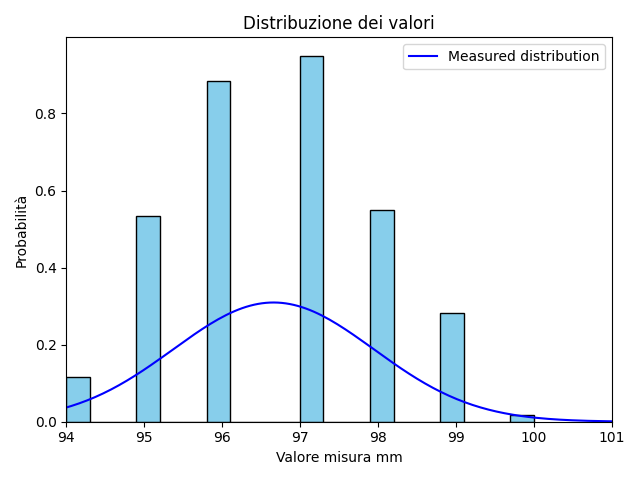 Distribuzione dei valori
Measured distribution
Probabilità
0.8
0.6
0.4
0.2
0.0
94 95 96 97 98 99 100 101
Valore misura mm